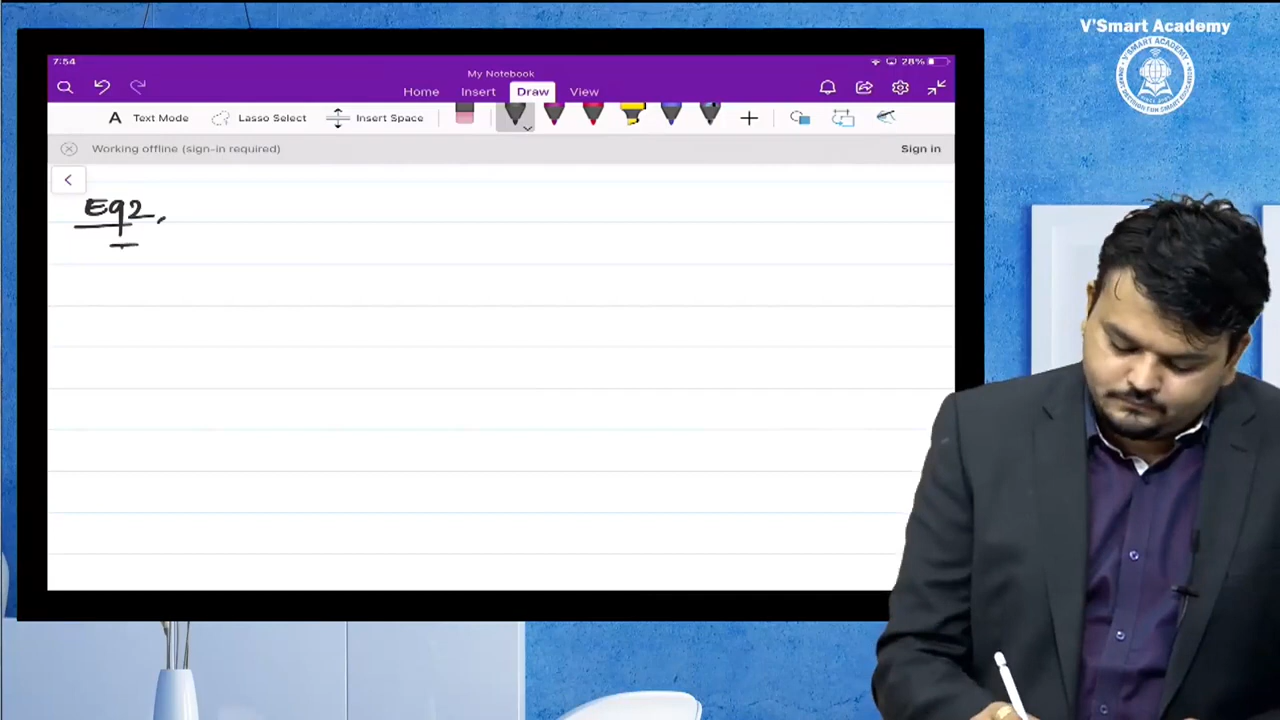 V'Smart Academy
7:54
28%
My Notebook
Home Insert Draw View
Text Mode Lasso Select Insert Space
Working offline (sign-in required) Sign in
Eg2,